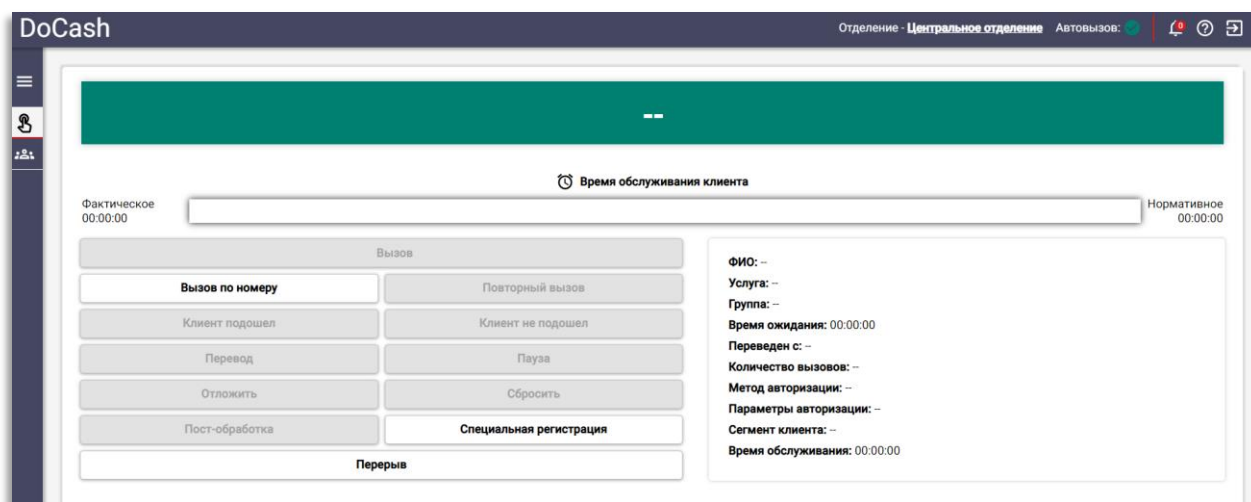 DoCash
Отделение - Центральное отделение Автовызов:
--
Время обслуживания клиента
Фактическое
00:00:00
Нормативное
00:00:00
Вызов
Вызов по номеру
Повторный вызов
Клиент подошел
Клиент не подошел
Перевод
Пауза
Отложить
Сбросить
Пост-обработка
Специальная регистрация
Перерыв
ФИО: --
Услуга: --
Группа: --
Время ожидания: 00:00:00
Переведен с: --
Количество вызовов: --
Метод авторизации: --
Параметры авторизации: --
Сегмент клиента: --
Время обслуживания: 00:00:00